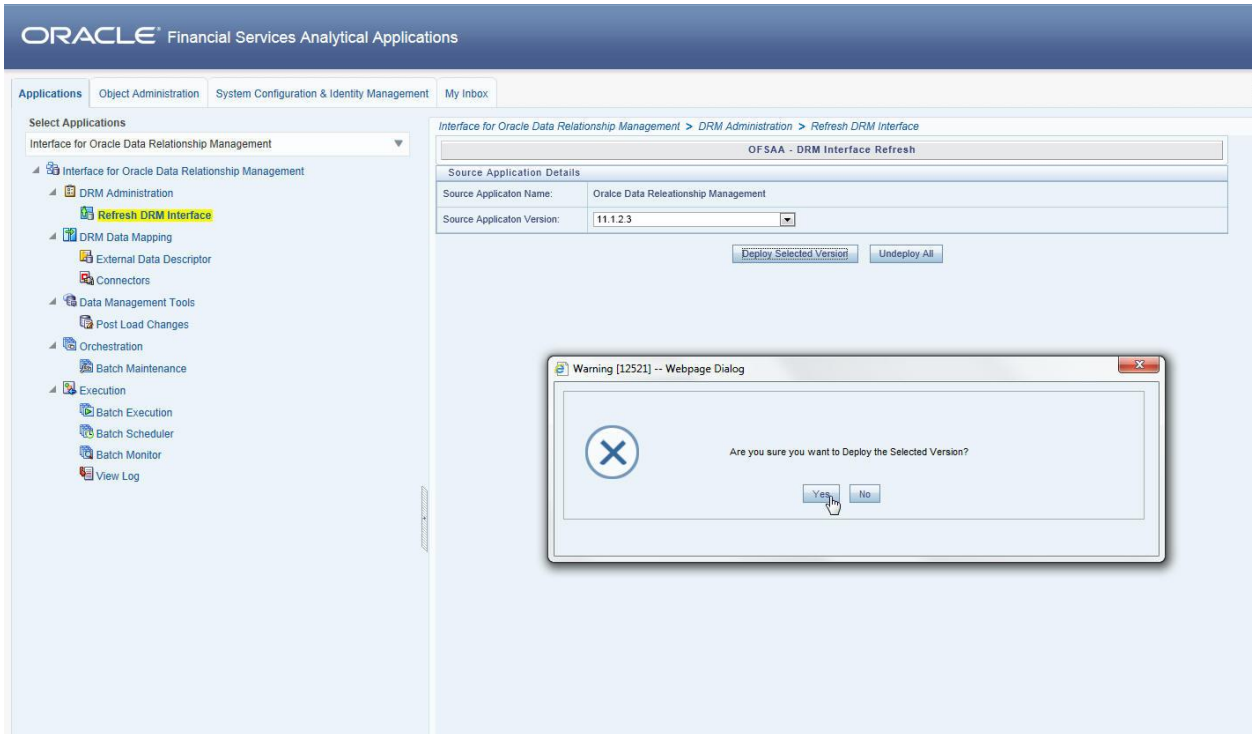 ORACLE® Financial Services Analytical Applications
Applications Object Administration System Configuration & Identity Management My Inbox
Select Applications
Interface for Oracle Data Relationship Management
Interface for Oracle Data Relationship Management
DRM Administration
Refresh DRM Interface
DRM Data Mapping
External Data Descriptor
Connectors
Data Management Tools
Post Load Changes
Orchestration
Batch Maintenance
Execution
Batch Execution
Batch Scheduler
Batch Monitor
View Log
Interface for Oracle Data Relationship Management > DRM Administration > Refresh DRM Interface
OFSAA - DRM Interface Refresh
Source Application Details
Source Applicaton Name: Oralce Data Releationship Management
Source Applicaton Version: 11.1.2.3
Deploy Selected Version Undeploy All
Warning [12521] -- Webpage Dialog
Are you sure you want to Deploy the Selected Version?
Yes No